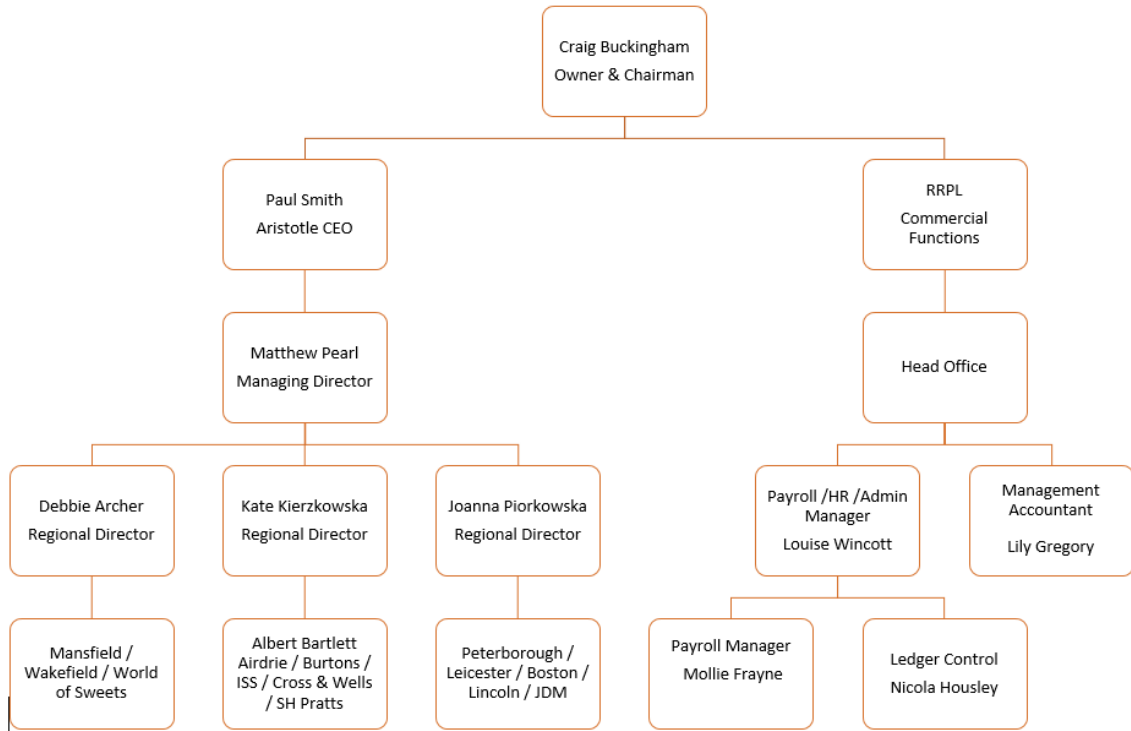 Craig Buckingham
Owner & Chairman
Paul Smith
Aristotle CEO
RRPL
Commercial
Functions
Matthew Pearl
Managing Director
Head Office
Debbie Archer
Regional Director
Kate Kierzkowska
Regional Director
Joanna Piorkowska
Regional Director
Payroll /HR /Admin
Manager
Louise Wincott
Management
Accountant
Lily Gregory
Mansfield /
Wakefield / World
of Sweets
Albert Bartlett
Airdrie / Burtons /
ISS / Cross & Wells
/ SH Pratts
Peterborough /
Leicester / Boston /
Lincoln / JDM
Payroll Manager
Mollie Frayne
Ledger Control
Nicola Housley